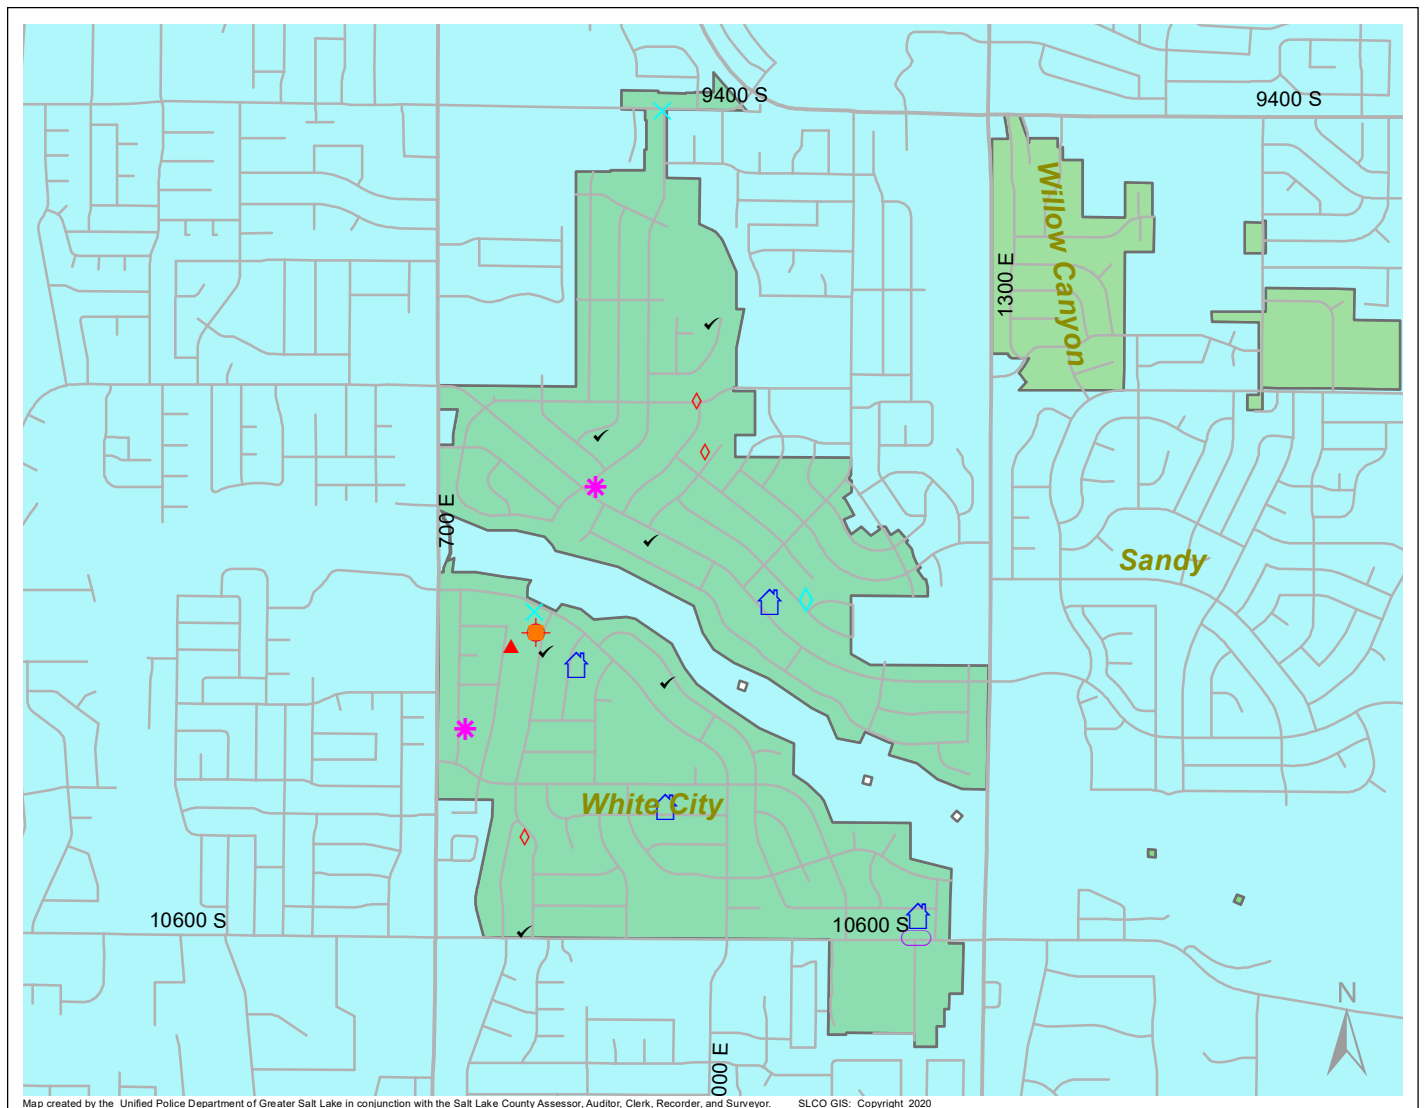 9400 S
9400 S
Willow Canyon
1300 E
700 E
Sandy
White City
10600 S
10600 S
N
000 E
Map created by the Unified Police Department of Greater Salt Lake in conjunction with the Salt Lake County Assessor, Auditor, Clerk, Recorder, and Surveyor. SLCO GIS: Copyright 2020